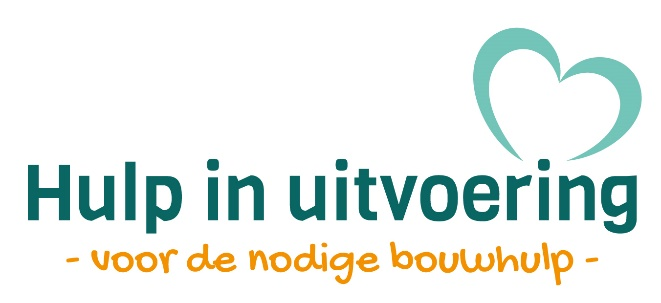 Hulp in uitvoering
- voor de nodige bouwhulp -